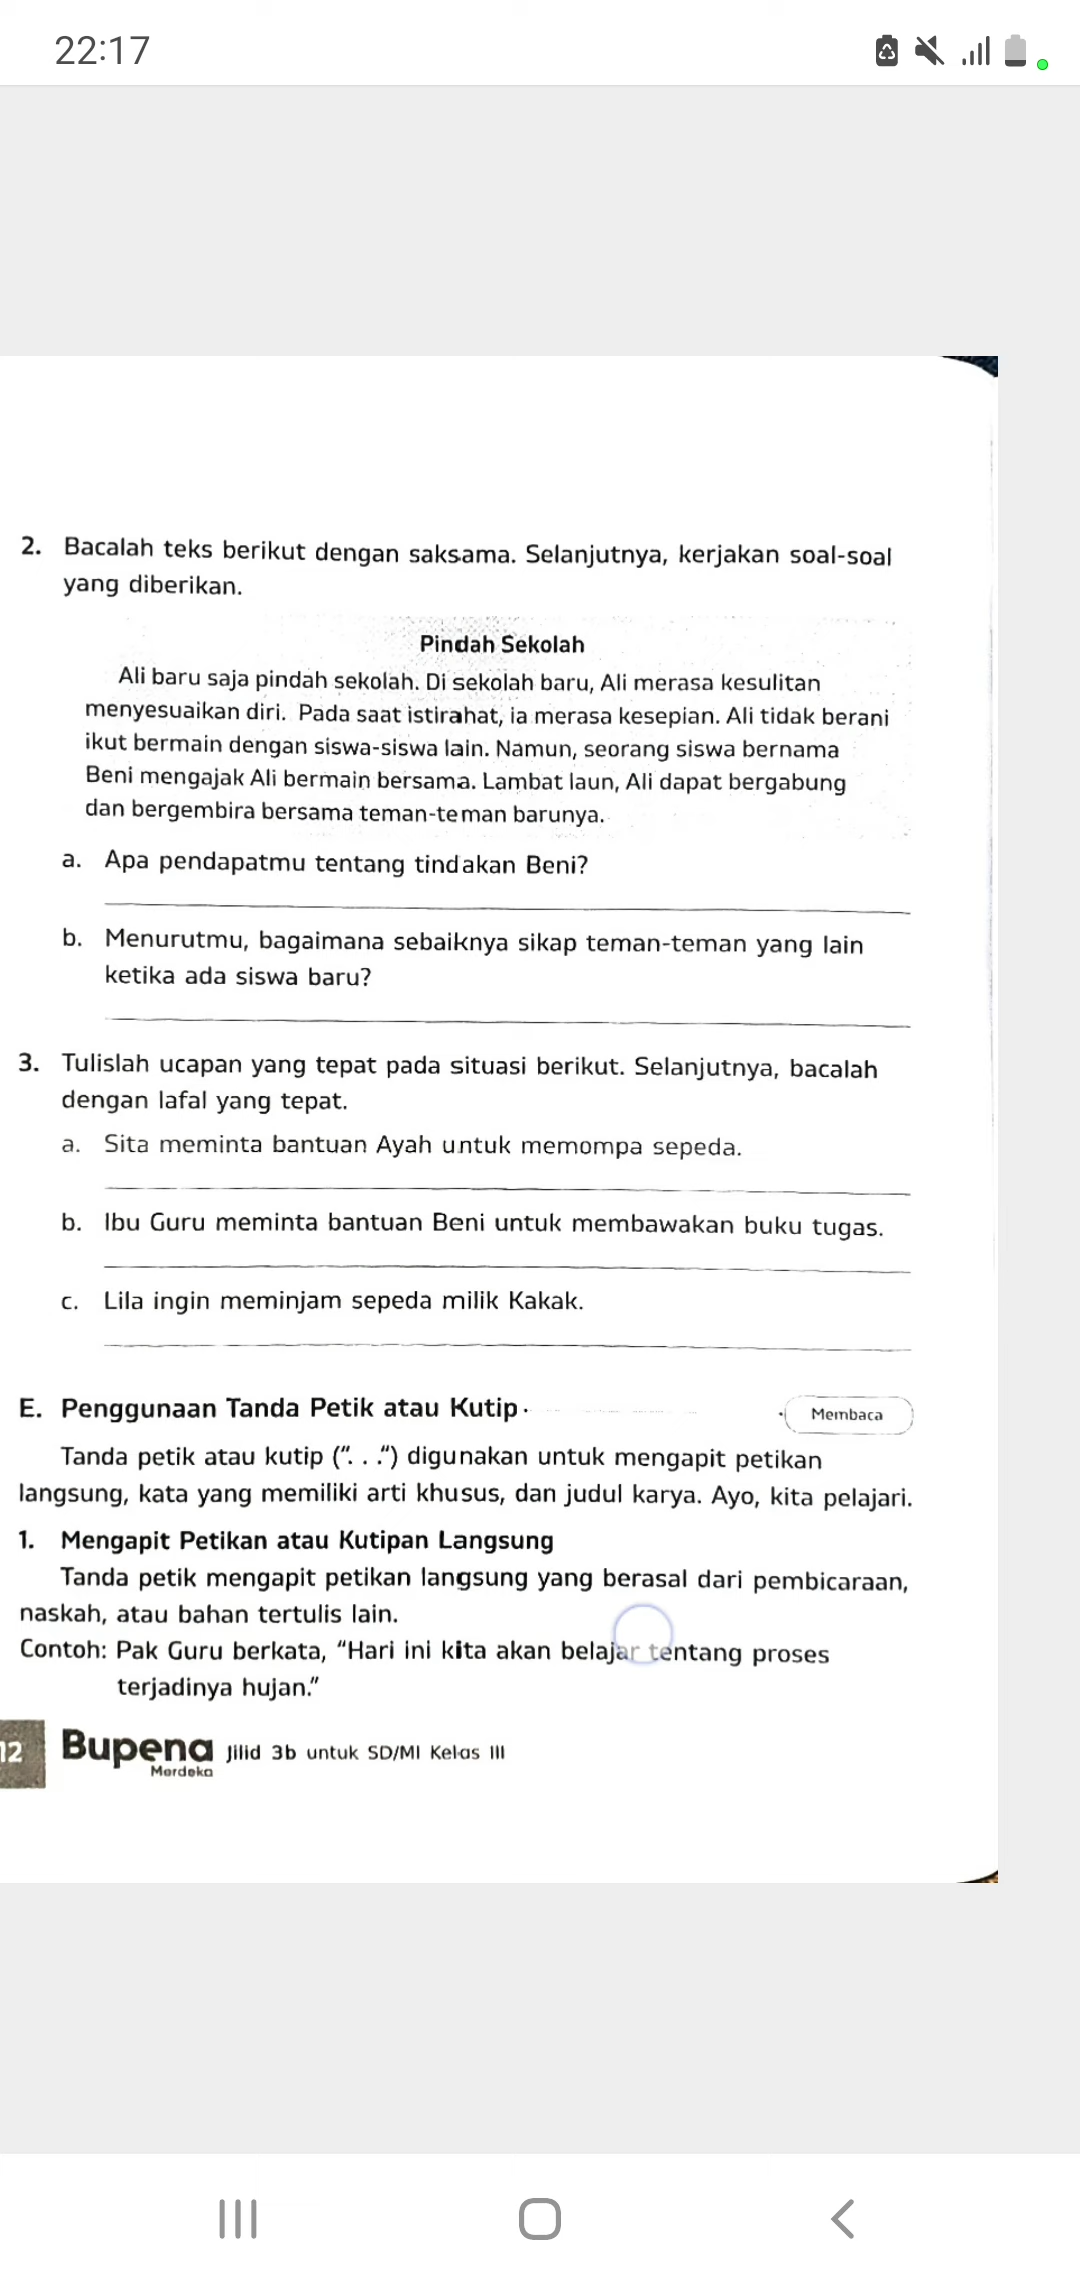 22:17
2. Bacalah teks berikut dengan saksama. Selanjutnya, kerjakan soal-soal
yang diberikan.
Pindah Sekolah
Ali baru saja pindah sekolah. Di sekolah baru, Ali merasa kesulitan
menyesuaikan diri. Pada saat istirahat, ia merasa kesepian. Ali tidak berani
ikut bermain dengan siswa-siswa lain. Namun, seorang siswa bernama
Beni mengajak Ali bermain bersama. Lambat laun, Ali dapat bergabung
dan bergembira bersama teman-teman barunya.
a. Apa pendapatmu tentang tindakan Beni?
b. Menurutmu, bagaimana sebaiknya sikap teman-teman yang lain
ketika ada siswa baru?
3. Tulislah ucapan yang tepat pada situasi berikut. Selanjutnya, bacalah
dengan lafal yang tepat.
a. Sita meminta bantuan Ayah untuk memompa sepeda.
b. Ibu Guru meminta bantuan Beni untuk membawakan buku tugas.
c. Lila ingin meminjam sepeda milik Kakak.
E. Penggunaan Tanda Petik atau Kutip
Membaca
Tanda petik atau kutip (". . .") digunakan untuk mengapit petikan
langsung, kata yang memiliki arti khusus, dan judul karya. Ayo, kita pelajari.
1. Mengapit Petikan atau Kutipan Langsung
Tanda petik mengapit petikan langsung yang berasal dari pembicaraan,
naskah, atau bahan tertulis lain.
Contoh: Pak Guru berkata, "Hari ini kita akan belajar tentang proses
terjadinya hujan."
12 Bupena Jilid 3b untuk SD/MI Kelas III
Merdeka